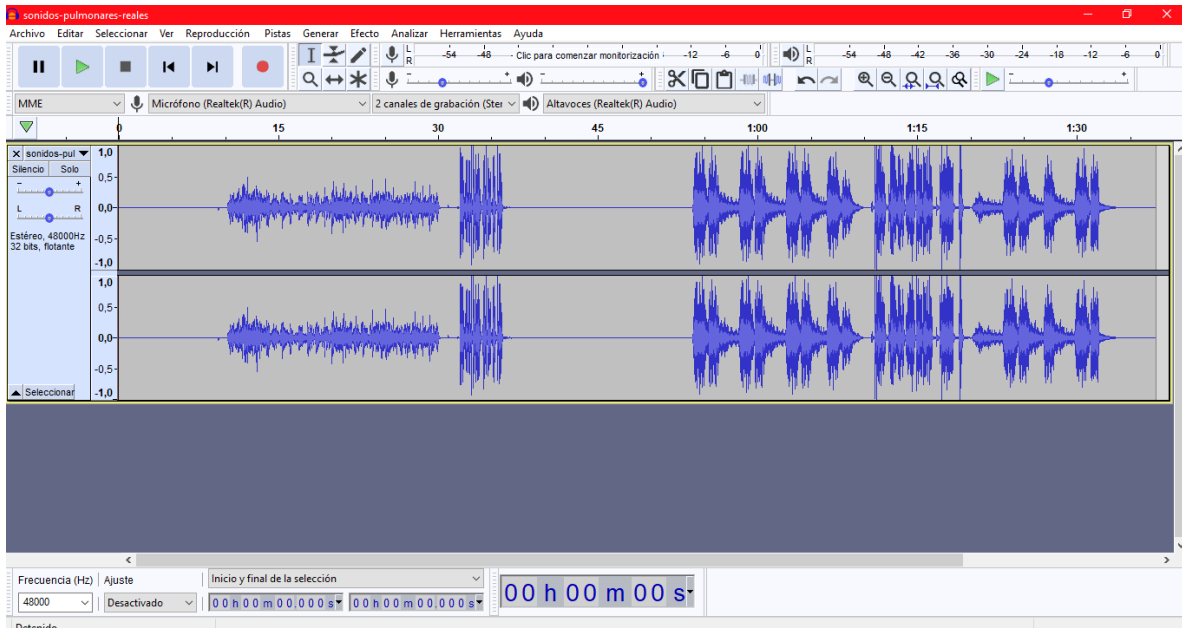 sonidos-pulmonares-reales
Archivo Editar Seleccionar Ver Reproducción Pistas Generar Efecto Analizar Herramientas Ayuda
L R -54 -48 - Clic para comenzar monitorización -12 -6 0 L R -54 -48 -42 -36 -30 -24 -18 -12 -6 0
- + - + - +
MME Micrófono (Realtek(R) Audio) 2 canales de grabación (Ster Altavoces (Realtek(R) Audio)
0 15 30 45 1:00 1:15 1:30
x sonidos-pul 1,0
Silencio Solo 0,5
- +
L R 0,0
Estéreo, 48000Hz -0,5
32 bits, flotante
-1,0
1,0
0,5
0,0
-0,5
Seleccionar -1,0
Frecuencia (Hz) Ajuste Inicio y final de la selección
48000 Desactivado 00 h 00 m 00,000 s 00 h 00 m 00,000 s 00 h 00 m 00 s
Detenido